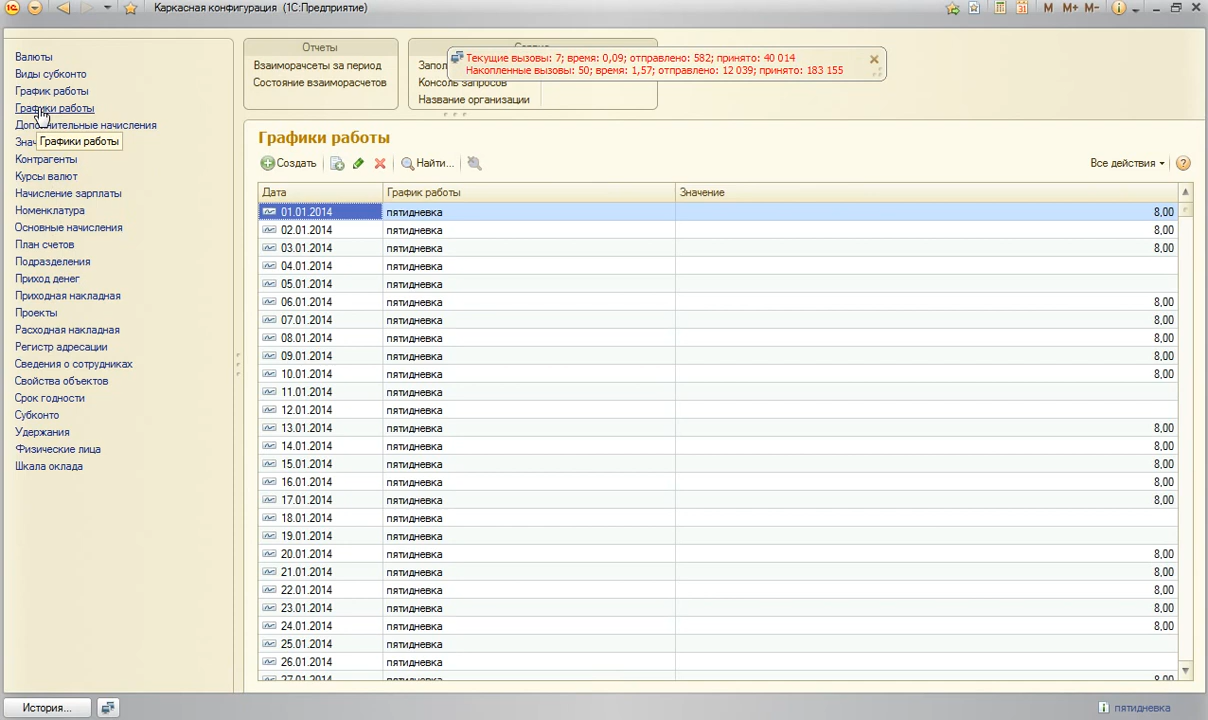 Каркасная конфигурация (1С:Предприятие)
M M+ M-
Валюты
Виды субконто
График работы
Графики работы
Дополнительные начисления
Знач
Графики работы
Контрагенты
Курсы валют
Начисление зарплаты
Номенклатура
Основные начисления
План счетов
Подразделения
Приход денег
Приходная накладная
Проекты
Расходная накладная
Регистр адресации
Сведения о сотрудниках
Свойства объектов
Срок годности
Субконто
Удержания
Физические лица
Шкала оклада
Отчеты
Взаиморасчеты за период
Состояние взаиморасчетов
Запол
Консоль запросов
Название организации
Текущие вызовы: 7; время: 0,09; отправлено: 582; принято: 40 014
Накопленные вызовы: 50; время: 1,57; отправлено: 12 039; принято: 183 155
Графики работы
Создать Найти... Все действия
Дата График работы Значение
01.01.2014 пятидневка 8,00
02.01.2014 пятидневка 8,00
03.01.2014 пятидневка 8,00
04.01.2014 пятидневка
05.01.2014 пятидневка
06.01.2014 пятидневка 8,00
07.01.2014 пятидневка 8,00
08.01.2014 пятидневка 8,00
09.01.2014 пятидневка 8,00
10.01.2014 пятидневка 8,00
11.01.2014 пятидневка
12.01.2014 пятидневка
13.01.2014 пятидневка 8,00
14.01.2014 пятидневка 8,00
15.01.2014 пятидневка 8,00
16.01.2014 пятидневка 8,00
17.01.2014 пятидневка 8,00
18.01.2014 пятидневка
19.01.2014 пятидневка
20.01.2014 пятидневка 8,00
21.01.2014 пятидневка 8,00
22.01.2014 пятидневка 8,00
23.01.2014 пятидневка 8,00
24.01.2014 пятидневка 8,00
25.01.2014 пятидневка
26.01.2014 пятидневка
27.01.2014 пятидневка 8,00
История...
пятидневка